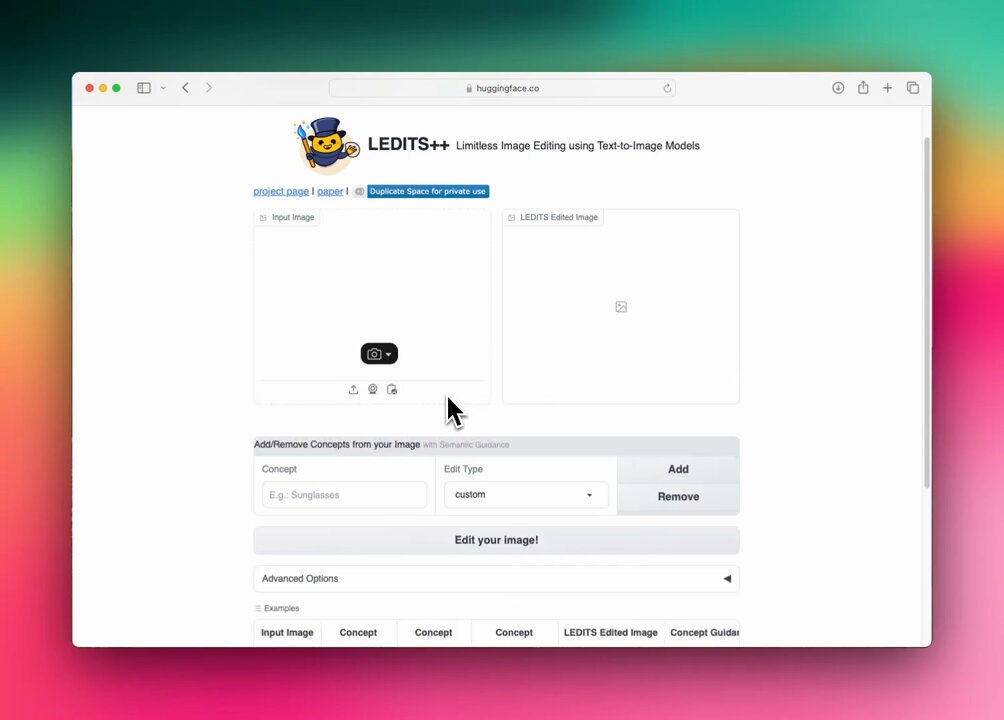 huggingface.co
LEDITS++ Limitless Image Editing using Text-to-Image Models
project page | paper | Duplicate Space for private use
Input Image
LEDITS Edited Image
Add/Remove Concepts from your Image with Semantic Guidance
Concept
Edit Type
Add
E.g.: Sunglasses
custom
Remove
Edit your image!
Advanced Options
Examples
Input Image Concept Concept Concept LEDITS Edited Image Concept Guidan